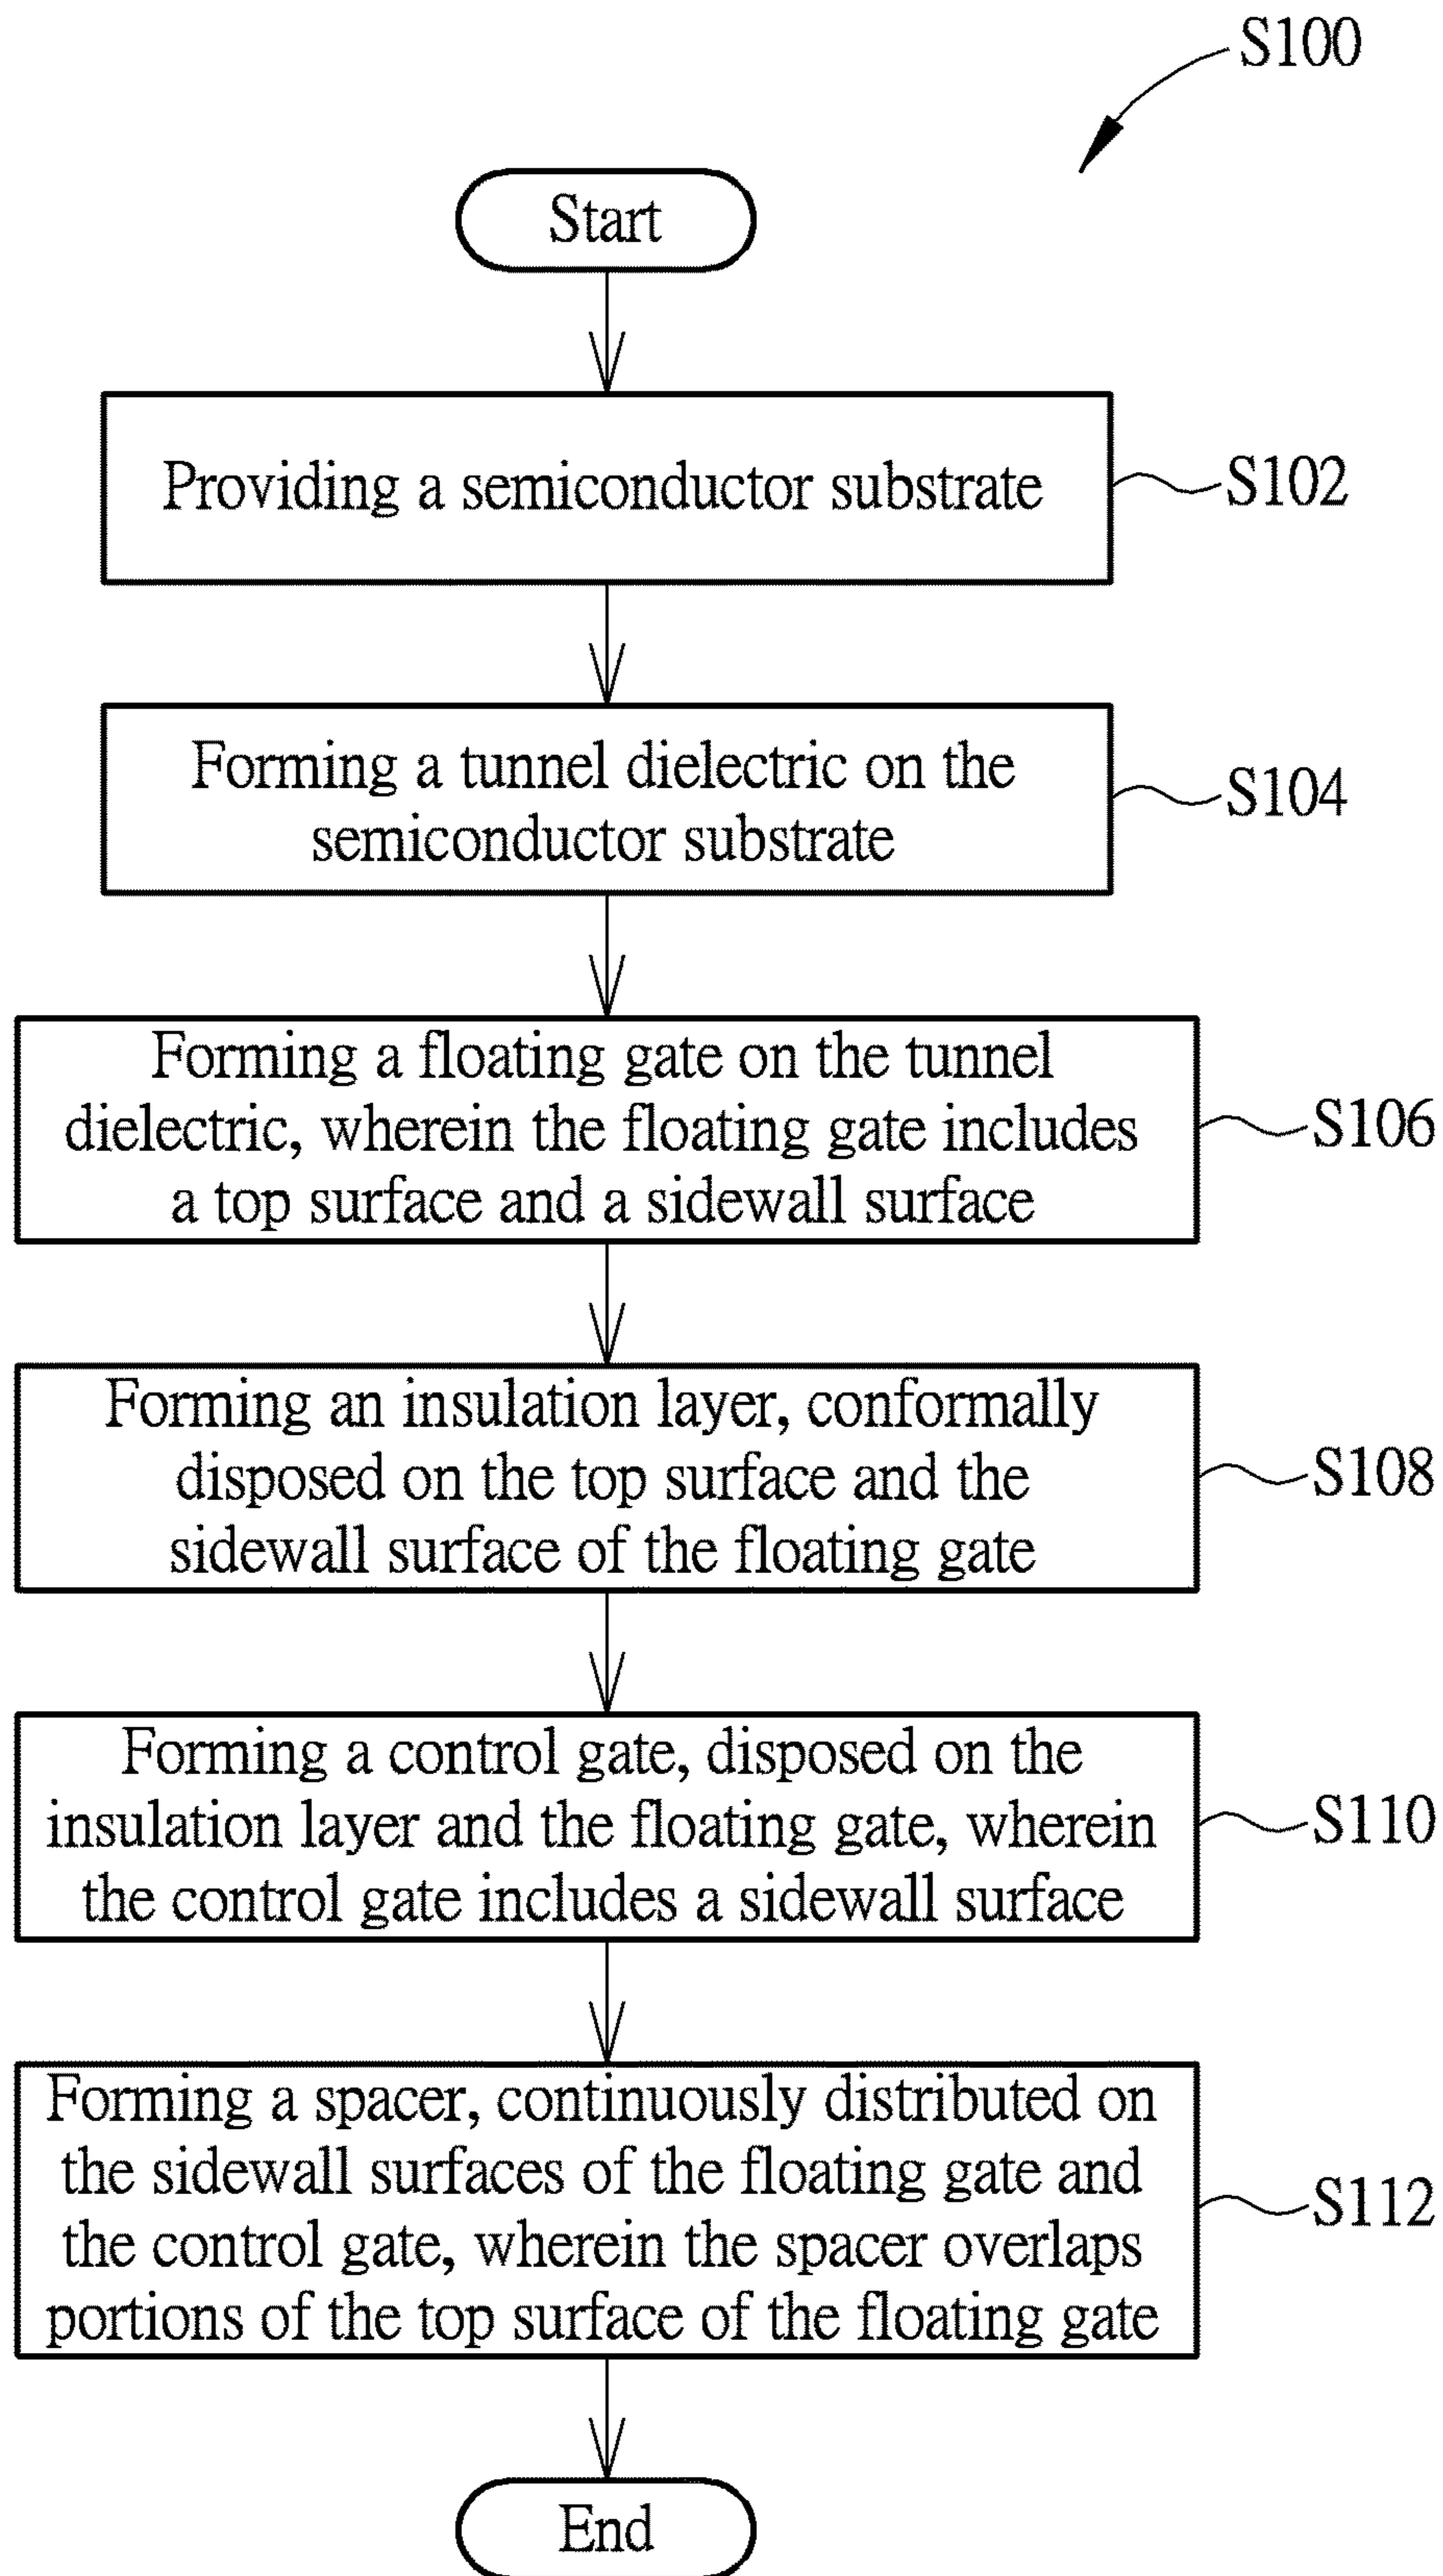 S100
Start
Providing a semiconductor substrate
S102
Forming a tunnel dielectric on the
semiconductor substrate
S104
Forming a floating gate on the tunnel
dielectric, wherein the floating gate includes
a top surface and a sidewall surface
S106
Forming an insulation layer, conformally
disposed on the top surface and the
sidewall surface of the floating gate
S108
Forming a control gate, disposed on the
insulation layer and the floating gate, wherein
the control gate includes a sidewall surface
S110
Forming a spacer, continuously distributed on
the sidewall surfaces of the floating gate and
the control gate, wherein the spacer overlaps
portions of the top surface of the floating gate
S112
End